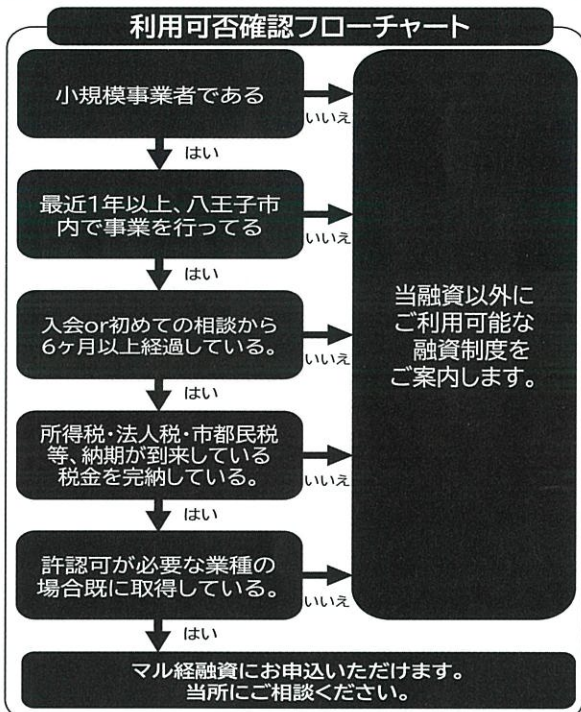 利用可否確認フローチャート
小規模事業者である
いいえ
はい
最近1年以上、八王子市
内で事業を行ってる
いいえ
はい
入会or初めての相談から
6ヶ月以上経過している。
いいえ
はい
所得税・法人税・市都民税
等、納期が到来している
税金を完納している。
いいえ
はい
許認可が必要な業種の
場合既に取得している。
いいえ
はい
当融資以外に
ご利用可能な
融資制度を
ご案内します。
マル経融資にお申込いただけます。
当所にご相談ください。